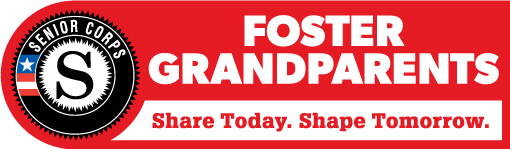 SENIOR CORPS
S
FOSTER
GRANDPARENTS
Share Today. Shape Tomorrow.